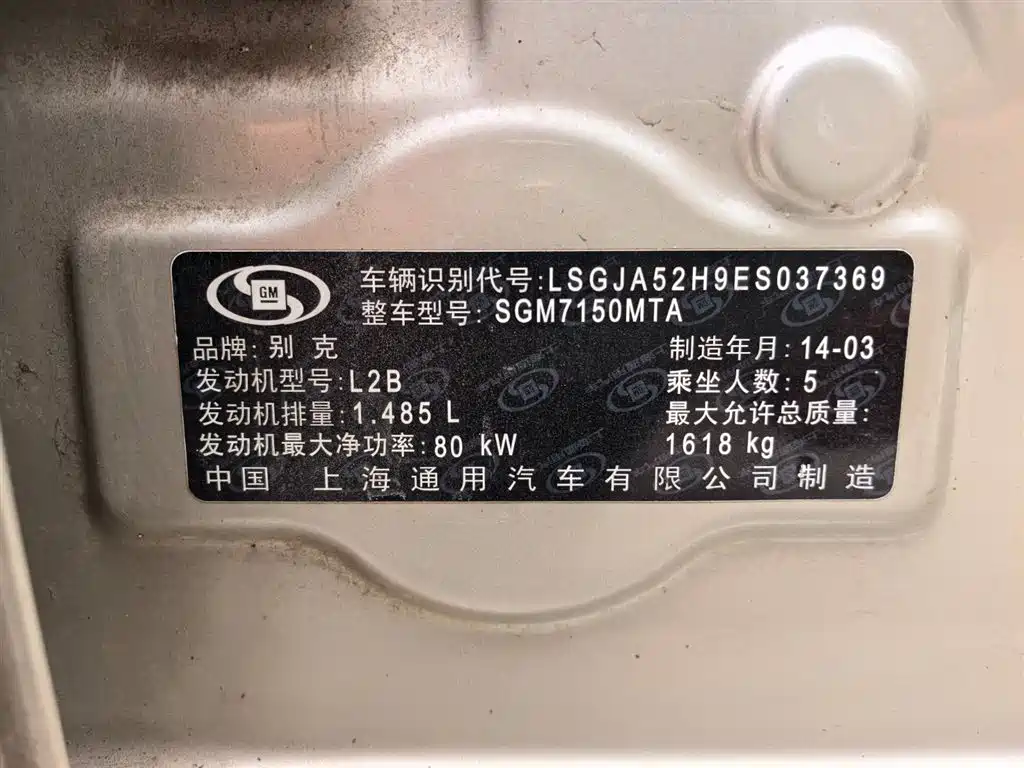 GM
车辆识别代号:LSGJA52H9ES037369
整车型号: SGM7150MTA
品牌: 别 克
制造年月: 14-03
发动机型号: L2B
乘坐人数: 5
发动机排量: 1.485 L
最大允许总质量:
发动机最大净功率: 80 kW
1618 kg
中国 上海通用汽车有限公司制造